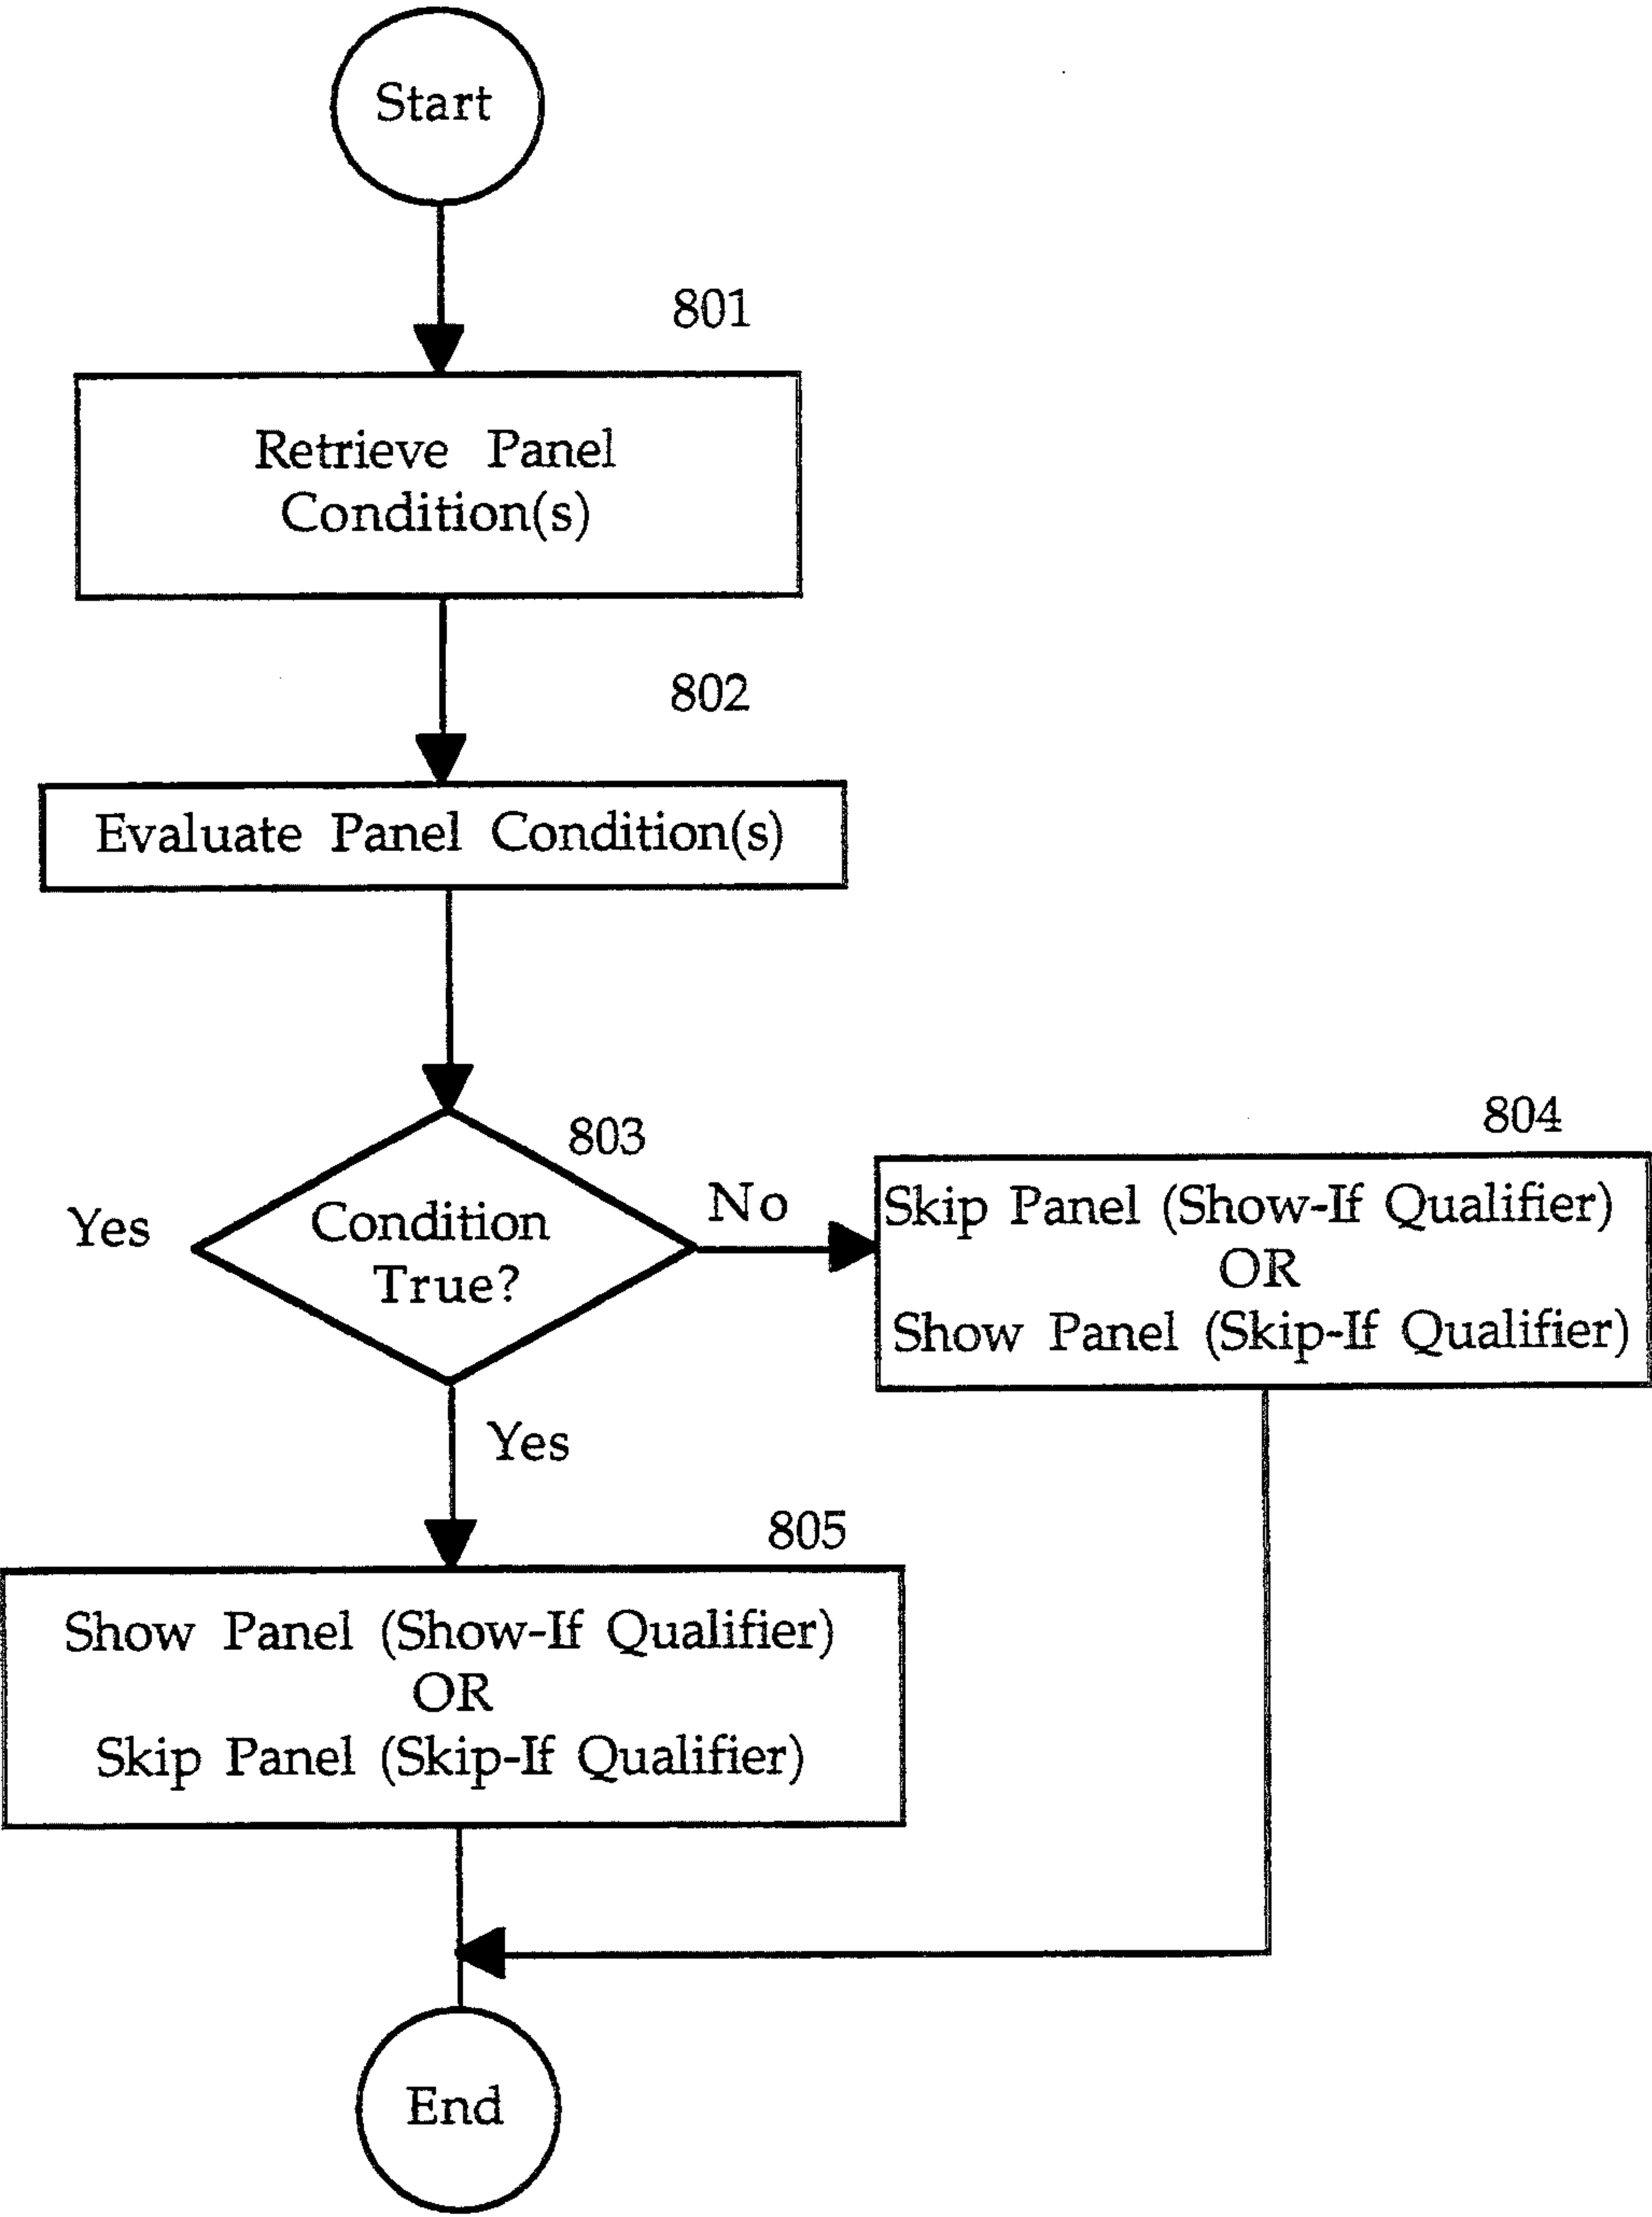 Start
801
Retrieve Panel
Condition(s)
802
Evaluate Panel Condition(s)
803
Yes
Condition
True?
No
804
Skip Panel (Show-If Qualifier)
OR
Show Panel (Skip-If Qualifier)
Yes
805
Show Panel (Show-If Qualifier)
OR
Skip Panel (Skip-If Qualifier)
End